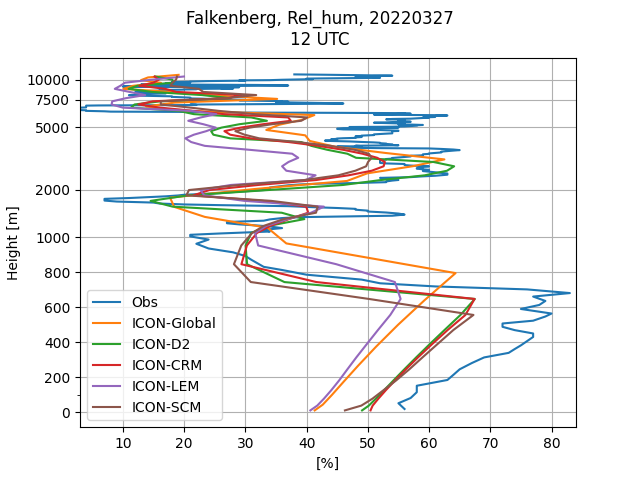 Falkenberg, Rel_hum, 20220327
12 UTC
10000
7500
5000
2000
1000
800
600
400
200
0
Height [m]
Obs
ICON-Global
ICON-D2
ICON-CRM
ICON-LEM
ICON-SCM
10 20 30 40 50 60 70 80
[%]